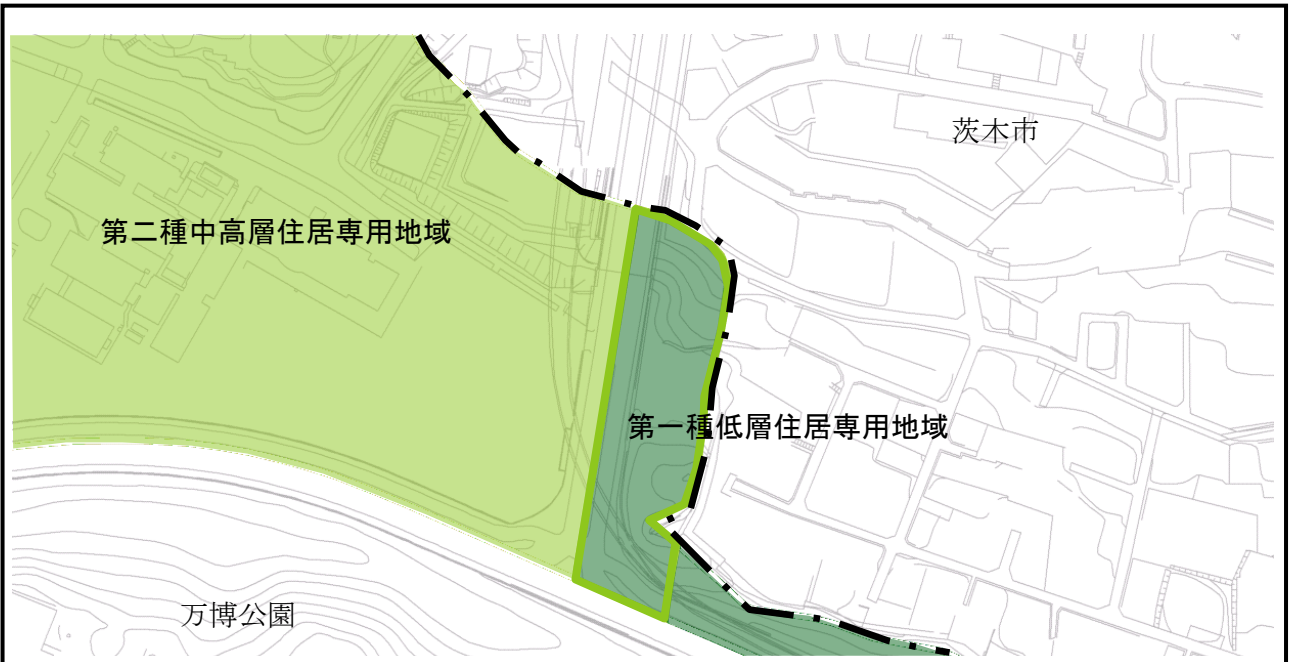 茨木市
第二種中高層住居専用地域
第一種低層住居専用地域
万博公園